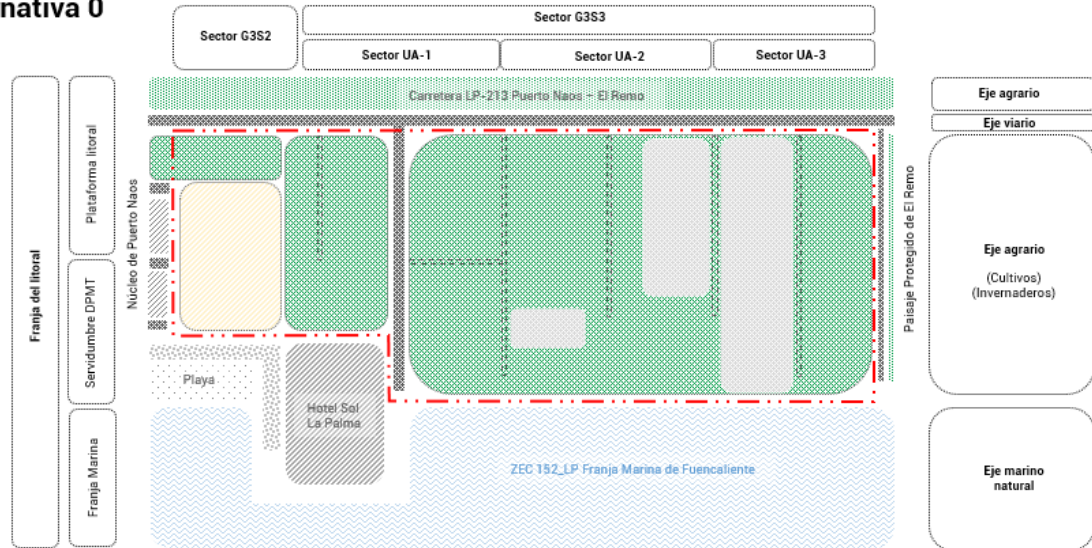 nativa 0
Sector G3S2
Sector G3S3
Sector UA-1
Sector UA-2
Sector UA-3
Carretera LP-213 Puerto Naos – El Remo
Eje agrario
Eje viario
Franja del litoral
Plataforma litoral
Servidumbre DPMT
Franja Marina
Núcleo de Puerto Naos
Paisaje Protegido de El Remo
Eje agrario
(Cultivos)
(Invernaderos)
Playa
Hotel Sol
La Palma
ZEC 152_LP Franja Marina de Fuencaliente
Eje marino
natural